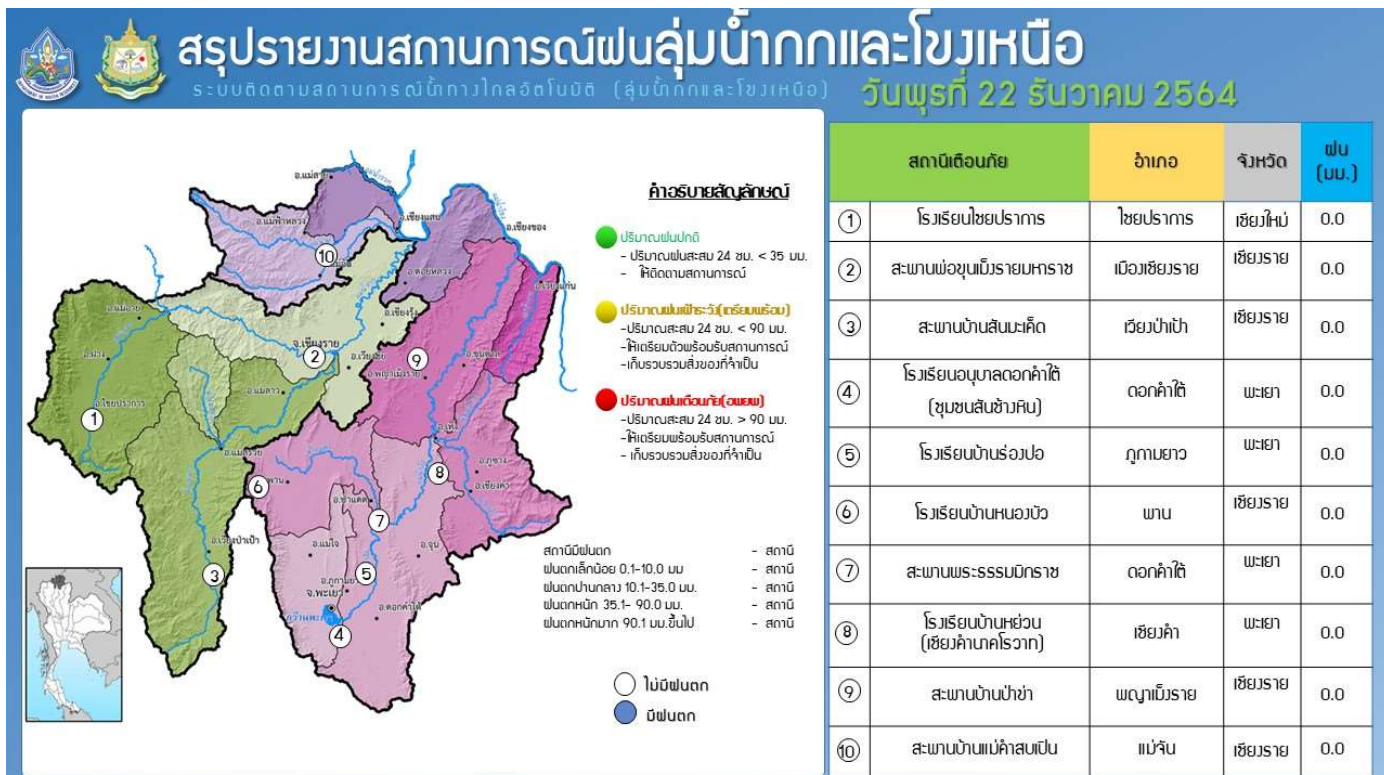 สรุปรายงานสถานการณ์ฝนลุ่มน้ำกกและโขงเหนือ
ระบบติดตามสถานการณ์น้ำทางไกลอัตโนมัติ (ลุ่มน้ำกกและโขงเหนือ)
วันพุธที่ 22 ธันวาคม 2564
อ.แม่สาย
อ.แม่ฟ้าหลวง
อ.เชียงแสน
อ.เชียงของ
10
อ.ดอยหลวง
อ.แม่อาย
อ.เชียงรุ้ง
อ.ฝาง
จ.เชียงราย
2
9
อ.ขุนตาล
อ.พญาเม็งราย
อ.แม่ลาว
อ.ไชยปราการ
1
อ.เทิง
อ.แม่สรวย
8
อ.ภูซาง
อ.เชียงคำ
6
อ.ป่าแดด
7
อ.เวียงป่าเป้า
อ.แม่ใจ
อ.จุน
3
5
จ.พะเยา
อ.ดอกคำใต้
4
คำอธิบายสัญลักษณ์
ปริมาณฝนปกติ
- ปริมาณฝนสะสม 24 ชม. < 35 มม.
- ให้ติดตามสถานการณ์
ปริมาณฝนเฝ้าระวัง(เตรียมพร้อม)
-ปริมาณสะสม 24 ชม. < 90 มม.
-ให้เตรียมตัวพร้อมรับสถานการณ์
-เก็บรวบรวมสิ่งของที่จำเป็น
ปริมาณฝนเตือนภัย(อพยพ)
-ปริมาณสะสม 24 ชม. > 90 มม.
-ให้เตรียมพร้อมรับสถานการณ์
- เก็บรวบรวมสิ่งของที่จำเป็น
สถานีมีฝนตก - สถานี
ฝนตกเล็กน้อย 0.1-10.0 มม - สถานี
ฝนตกปานกลาง 10.1-35.0 มม. - สถานี
ฝนตกหนัก 35.1- 90.0 มม. - สถานี
ฝนตกหนักมาก 90.1 มม.ขึ้นไป - สถานี
ไม่มีฝนตก
มีฝนตก
สถานีเตือนภัย อำเภอ จังหวัด ฝน (มม.)
1 โรงเรียนไชยปราการ ไชยปราการ เชียงใหม่ 0.0
2 สะพานพ่อขุนเม็งรายมหาราช เมืองเชียงราย เชียงราย 0.0
3 สะพานบ้านสันมะเค็ด เวียงป่าเป้า เชียงราย 0.0
4 โรงเรียนอนุบาลดอกคำใต้ (ชุมชนสันช้างหิน) ดอกคำใต้ พะเยา 0.0
5 โรงเรียนบ้านร่องปอ ภูกามยาว พะเยา 0.0
6 โรงเรียนบ้านหนองบัว พาน เชียงราย 0.0
7 สะพานพระธรรมมิกราช ดอกคำใต้ พะเยา 0.0
8 โรงเรียนบ้านหย่วน (เชียงคำนาคโรวาท) เชียงคำ พะเยา 0.0
9 สะพานบ้านป่าข่า พญาเม็งราย เชียงราย 0.0
10 สะพานบ้านแม่คำสบเปิน แม่จัน เชียงราย 0.0